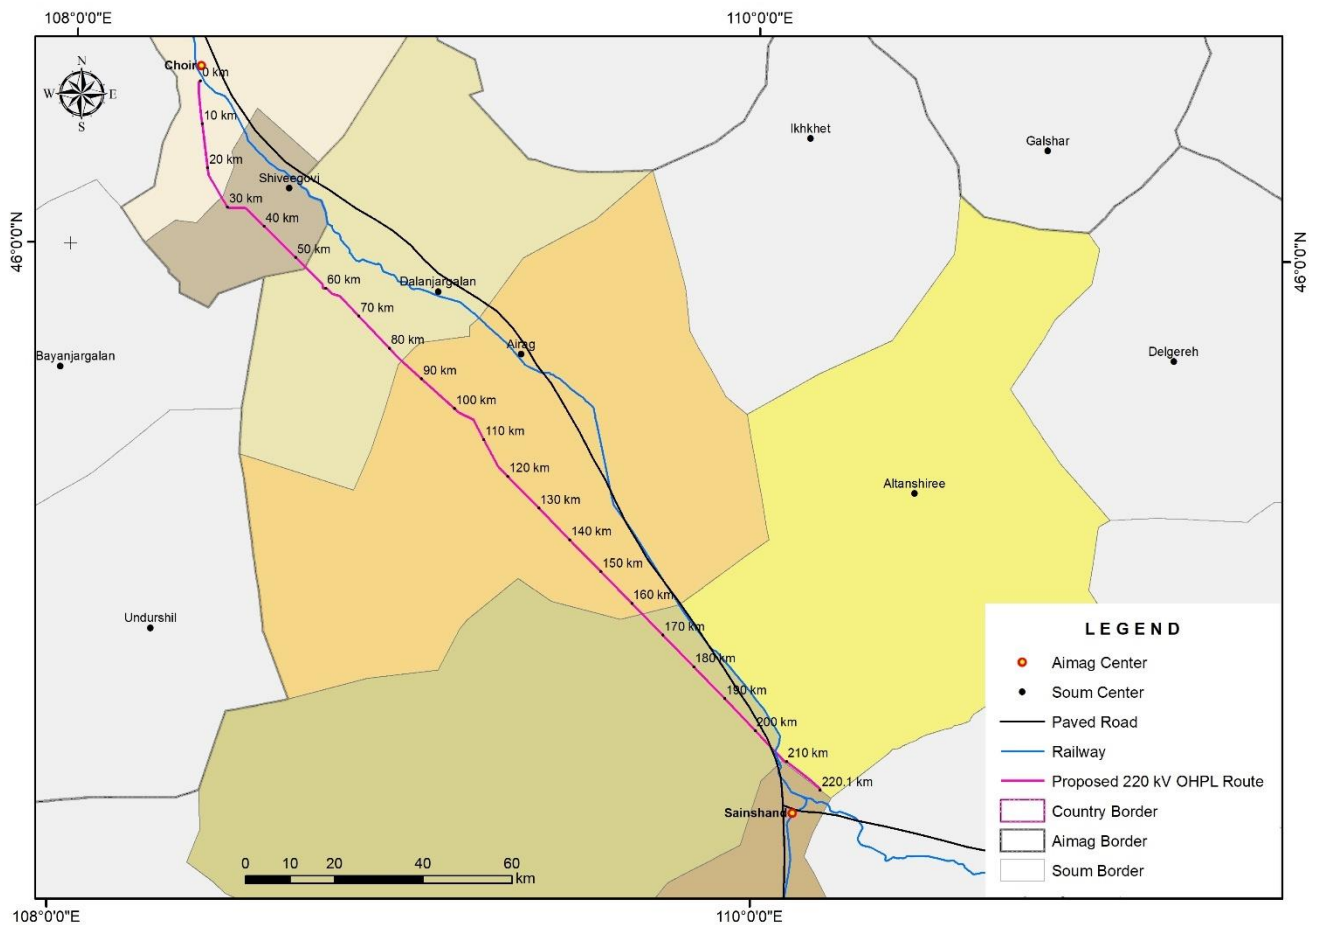 108°0'0"E
110°0'0"E
N
W
E
S
Choir
0 km
10 km
20 km
30 km
40 km
50 km
60 km
70 km
80 km
90 km
100 km
110 km
120 km
130 km
140 km
150 km
160 km
170 km
180 km
190 km
200 km
210 km
220.1 km
Shiveegovi
Ikhkhet
Galshar
46°0'0"N
46°0'0"N
Dalanjargalan
Airag
Bayanjargalan
Delgereh
Altanshiree
Undurshil
Sainshand
LEGEND
Aimag Center
Soum Center
Paved Road
Railway
Proposed 220 kV OHPL Route
Country Border
Aimag Border
Soum Border
0 10 20 40 60
km
108°0'0"E
110°0'0"E